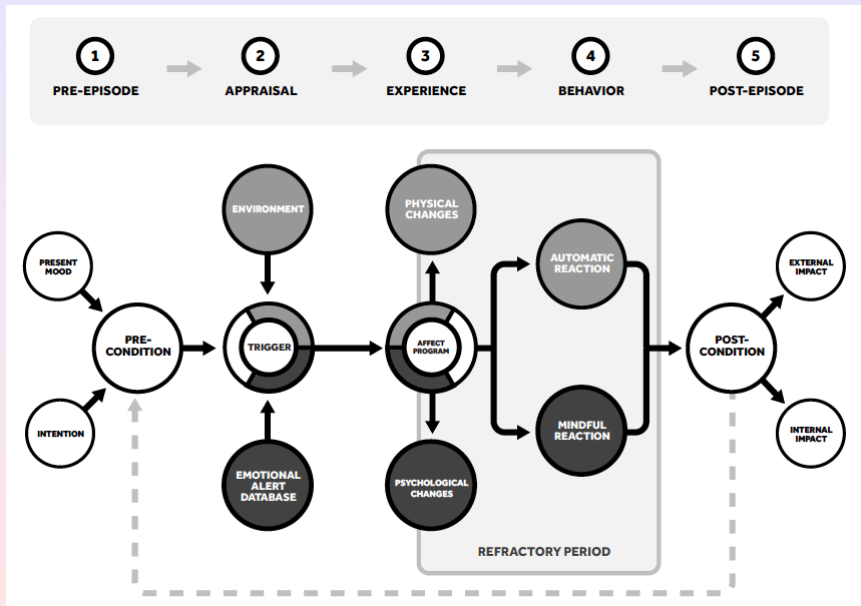 1
PRE-EPISODE
2
APPRAISAL
3
EXPERIENCE
4
BEHAVIOR
5
POST-EPISODE
PRESENT
MOOD
INTENTION
PRE-
CONDITION
ENVIRONMENT
TRIGGER
EMOTIONAL
ALERT
DATABASE
PHYSICAL
CHANGES
AFFECT
PROGRAM
PSYCHOLOGICAL
CHANGES
AUTOMATIC
REACTION
MINDFUL
REACTION
REFRACTORY PERIOD
POST-
CONDITION
EXTERNAL
IMPACT
INTERNAL
IMPACT